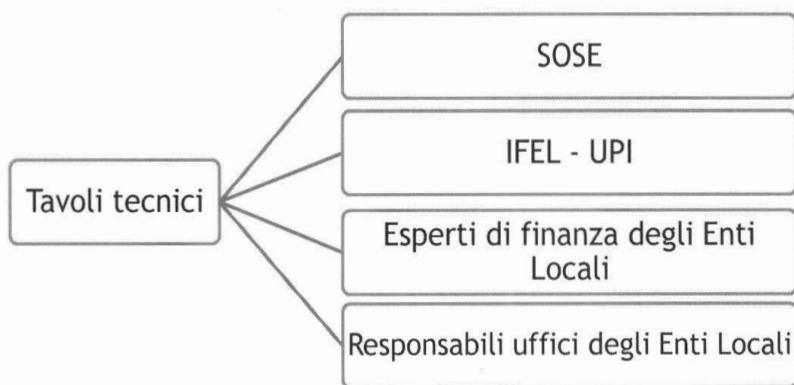 Tavoli tecnici
SOSE
IFEL - UPI
Esperti di finanza degli Enti
Locali
Responsabili uffici degli Enti Locali